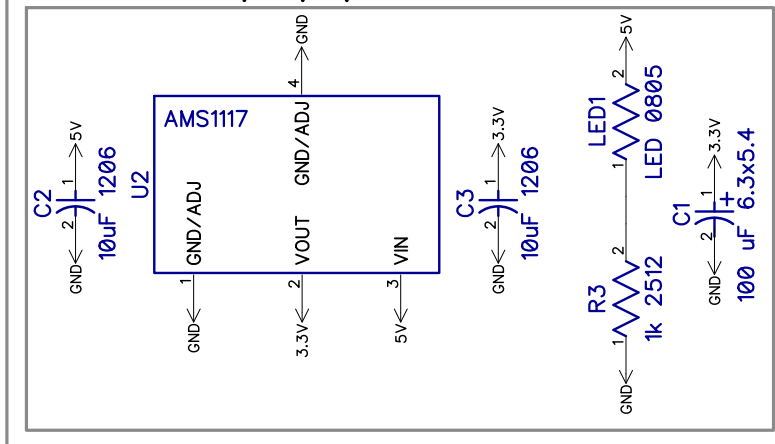 C2
2
1
GND
5V
10uF 1206
U2
AMS1117
GND
4
GND/ADJ
GND/ADJ
VOUT
VIN
1
2
3
GND
3.3V
5V
C3
2
1
GND
3.3V
10uF 1206
5V
2
LED1
LED 0805
1
2
R3
1k 2512
1
GND
C1
2
1
+
GND
3.3V
100 uF 6.3x5.4